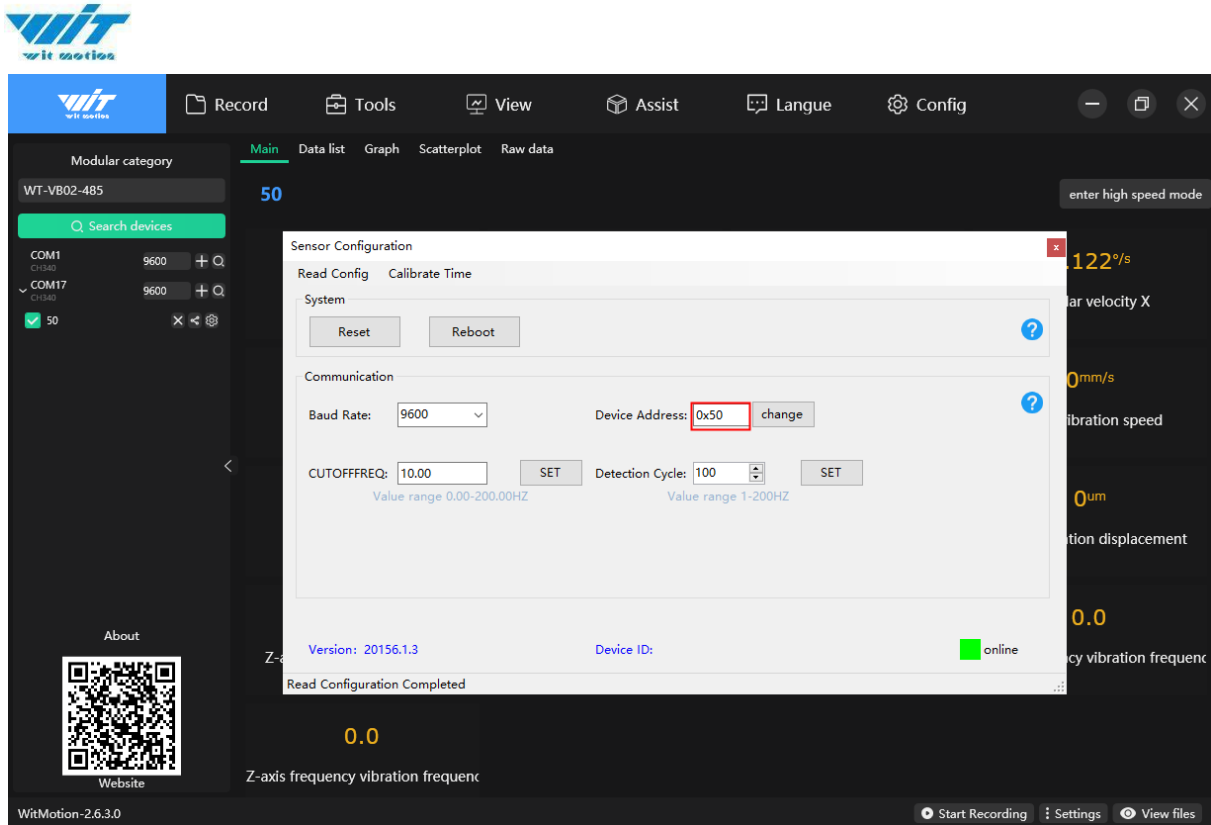 WIT
wit motion
WIT
wit motion
Record
Tools
View
Assist
Langue
Config
Modular category
Main
Data list
Graph
Scatterplot
Raw data
WT-VB02-485
50
enter high speed mode
Search devices
COM1
CH340
9600
COM17
CH340
9600
50
Sensor Configuration
x
Read Config
Calibrate Time
System
Reset
Reboot
?
Communication
Baud Rate:
9600
Device Address:
0x50
change
?
CUTOFFFREQ:
10.00
SET
Detection Cycle:
100
SET
Value range 0.00-200.00HZ
Value range 1-200HZ
Version: 20156.1.3
Device ID:
online
Read Configuration Completed
.122°/s
lar velocity X
0mm/s
ibration speed
0um
tion displacement
0.0
cy vibration frequenc
Z-a
0.0
Z-axis frequency vibration frequenc
About
Website
WitMotion-2.6.3.0
Start Recording
Settings
View files